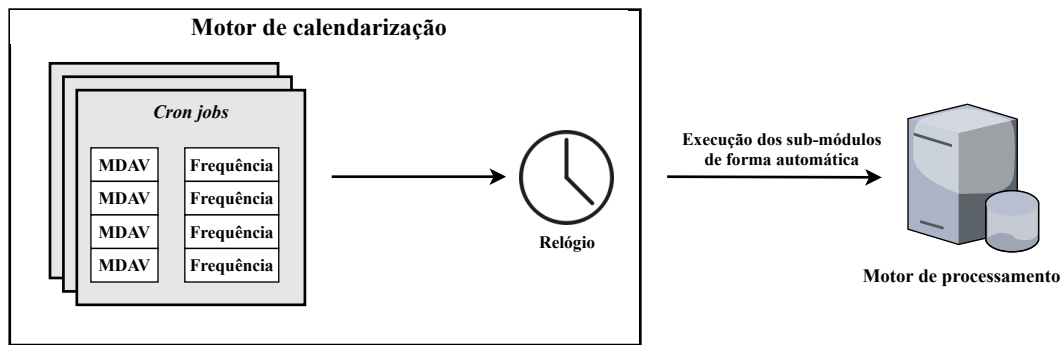 Motor de calendarização
Cron jobs
MDAV Frequência
MDAV Frequência
MDAV Frequência
MDAV Frequência
Relógio
Execução dos sub-módulos
de forma automática
Motor de processamento